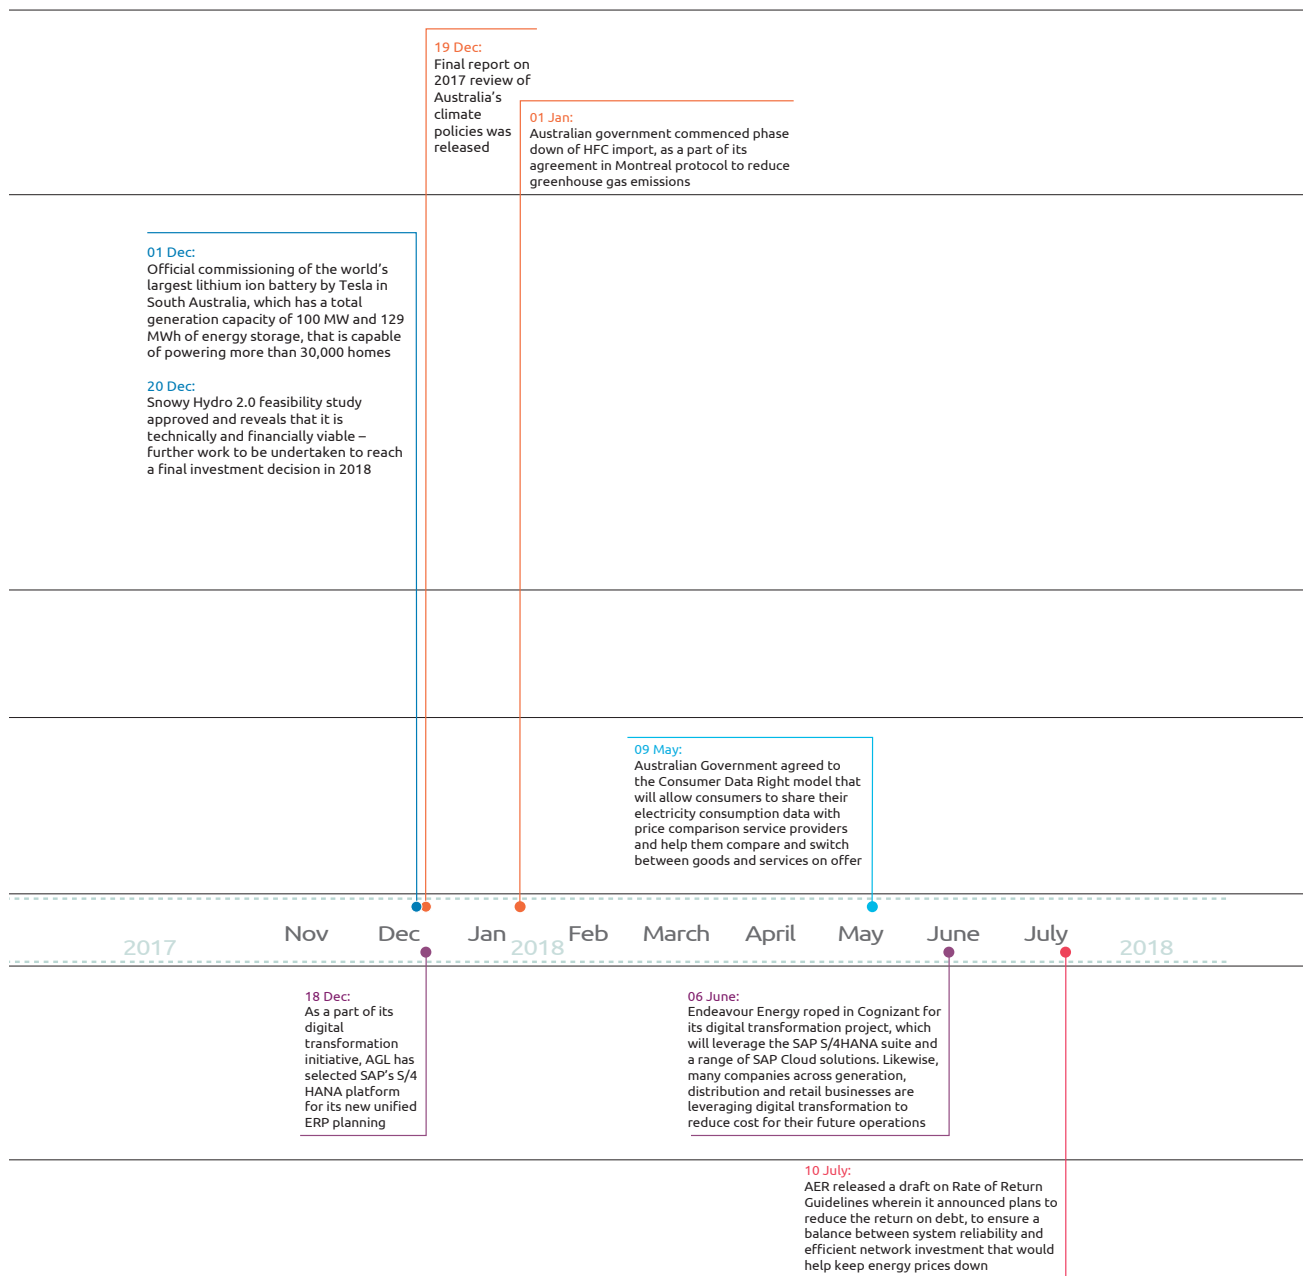 19 Dec:
Final report on
2017 review of
Australia’s
climate
policies was
released
01 Jan:
Australian government commenced phase
down of HFC import, as a part of its
agreement in Montreal protocol to reduce
greenhouse gas emissions
01 Dec:
Official commissioning of the world’s
largest lithium ion battery by Tesla in
South Australia, which has a total
generation capacity of 100 MW and 129
MWh of energy storage, that is capable
of powering more than 30,000 homes
20 Dec:
Snowy Hydro 2.0 feasibility study
approved and reveals that it is
technically and financially viable –
further work to be undertaken to reach
a final investment decision in 2018
09 May:
Australian Government agreed to
the Consumer Data Right model that
will allow consumers to share their
electricity consumption data with
price comparison service providers
and help them compare and switch
between goods and services on offer
2017 Nov Dec Jan 2018 Feb March April May June July 2018
18 Dec:
As a part of its
digital
transformation
initiative, AGL has
selected SAP’s S/4
HANA platform
for its new unified
ERP planning
06 June:
Endeavour Energy roped in Cognizant for
its digital transformation project, which
will leverage the SAP S/4HANA suite and
a range of SAP Cloud solutions. Likewise,
many companies across generation,
distribution and retail businesses are
leveraging digital transformation to
reduce cost for their future operations
10 July:
AER released a draft on Rate of Return
Guidelines wherein it announced plans to
reduce the return on debt, to ensure a
balance between system reliability and
efficient network investment that would
help keep energy prices down